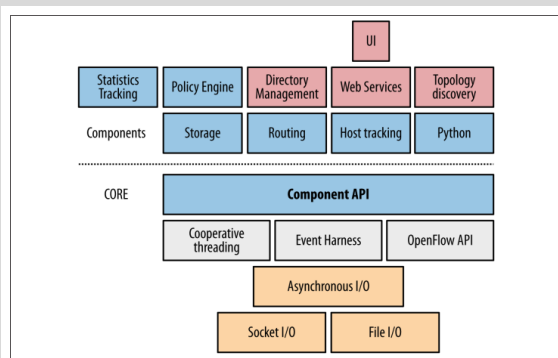 UI
Statistics
Tracking
Policy Engine
Directory
Management
Web Services
Topology
discovery
Components
Storage
Routing
Host tracking
Python
CORE
Component API
Cooperative
threading
Event Harness
OpenFlow API
Asynchronous I/O
Socket I/O
File I/O